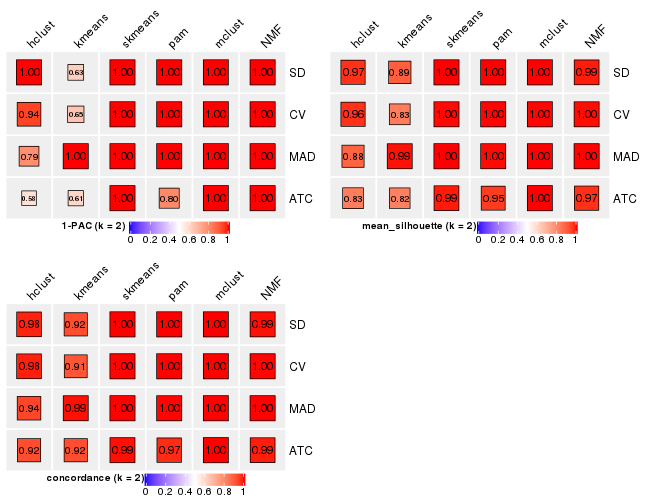 hclust kmeans skmeans pam mclust NMF
1.00 0.63 1.00 1.00 1.00 1.00 SD
0.94 0.65 1.00 1.00 1.00 1.00 CV
0.79 1.00 1.00 1.00 1.00 1.00 MAD
0.58 0.61 1.00 0.80 1.00 1.00 ATC
1-PAC (k = 2)
0 0.2 0.4 0.6 0.8 1
hclust kmeans skmeans pam mclust NMF
0.97 0.89 1.00 1.00 1.00 0.99 SD
0.96 0.83 1.00 1.00 1.00 1.00 CV
0.88 0.99 1.00 1.00 1.00 1.00 MAD
0.83 0.82 0.99 0.95 1.00 0.97 ATC
mean_silhouette (k = 2)
0 0.2 0.4 0.6 0.8 1
hclust kmeans skmeans pam mclust NMF
0.98 0.92 1.00 1.00 1.00 0.99 SD
0.98 0.91 1.00 1.00 1.00 1.00 CV
0.94 0.99 1.00 1.00 1.00 1.00 MAD
0.92 0.92 0.99 0.97 1.00 0.99 ATC
concordance (k = 2)
0 0.2 0.4 0.6 0.8 1